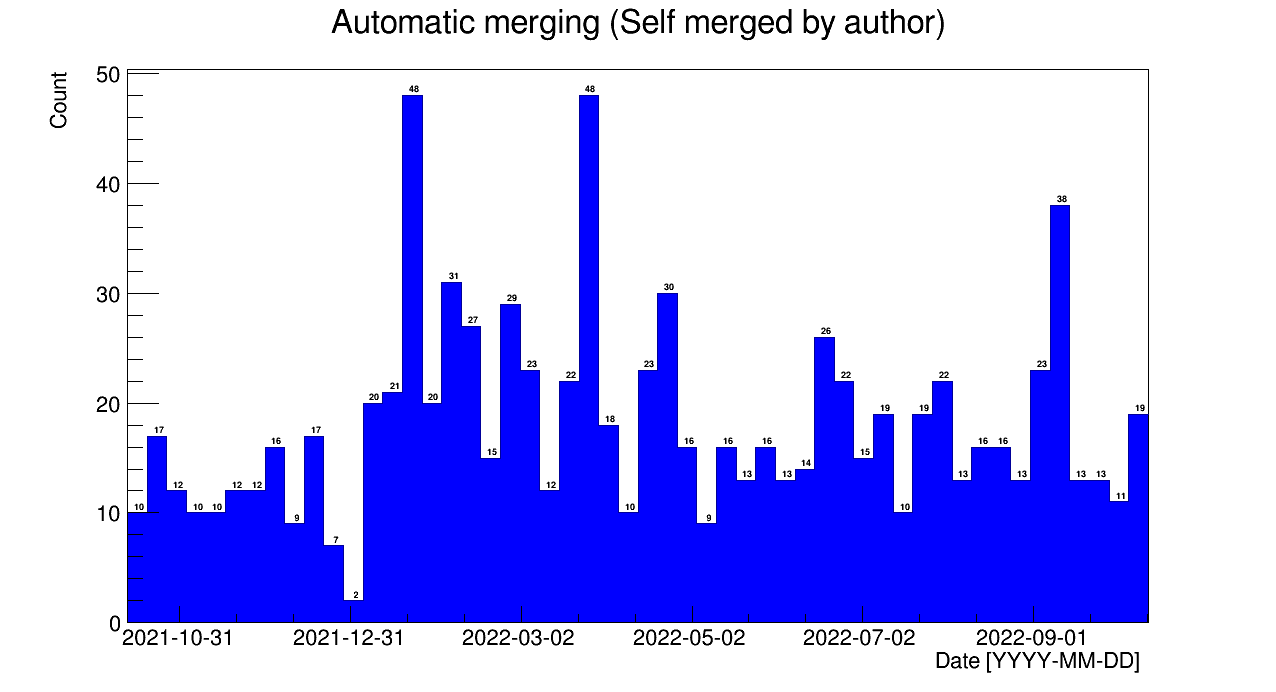 Automatic merging (Self merged by author)
Count
50
40
30
20
10
0
10 17 12 10 10 12 12 16 9 17 7 2 20 21 48 20 31 27 15 29 23 12 22 48 18 10 23 30 16 9 16 13 16 13 14 26 22 15 19 10 19 22 13 16 16 13 23 38 13 13 11 19
2021-10-31 2021-12-31 2022-03-02 2022-05-02 2022-07-02 2022-09-01
Date [YYYY-MM-DD]